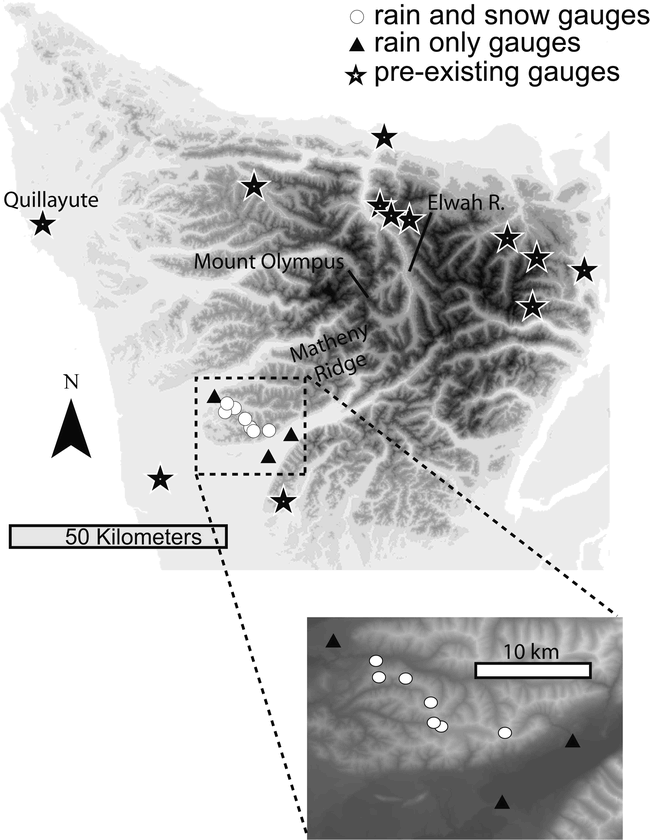 rain and snow gauges
rain only gauges
pre-existing gauges
Quillayute
Elwah R.
Mount Olympus
Matheny
Ridge
N
50 Kilometers
10 km